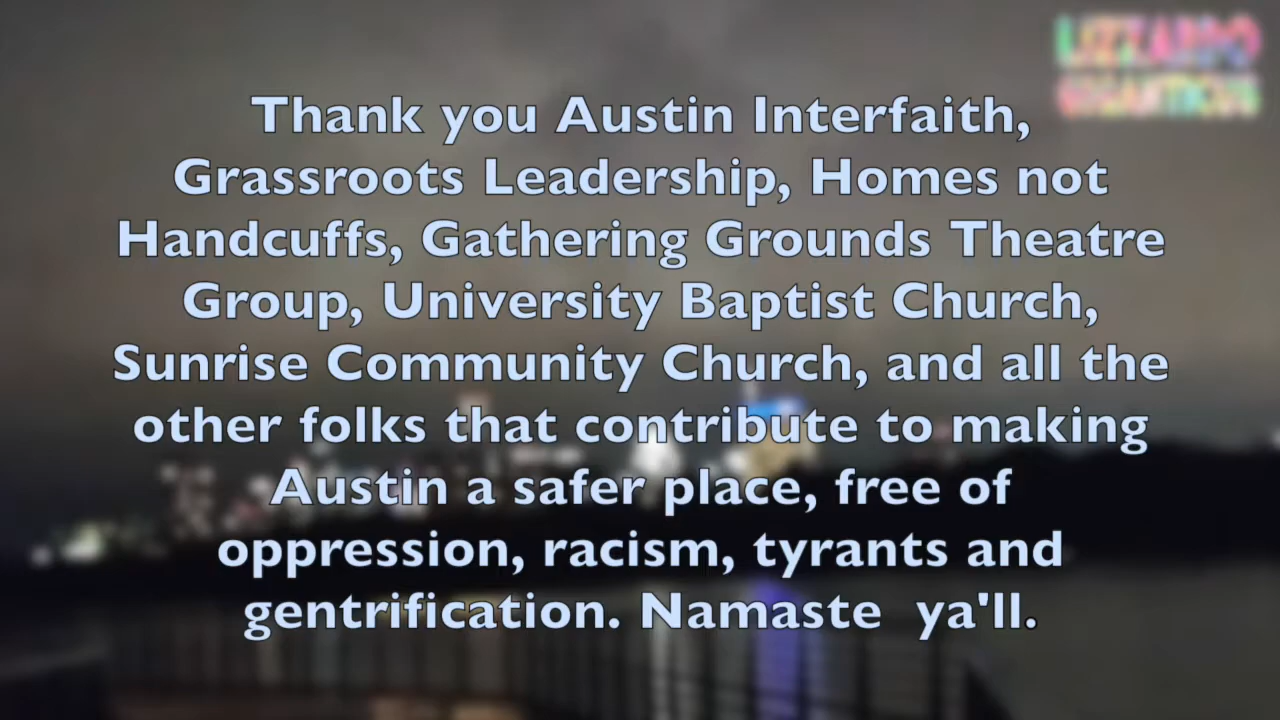 LIZZARDO
GIGANTICUS
Thank you Austin Interfaith,
Grassroots Leadership, Homes not
Handcuffs, Gathering Grounds Theatre
Group, University Baptist Church,
Sunrise Community Church, and all the
other folks that contribute to making
Austin a safer place, free of
oppression, racism, tyrants and
gentrification. Namaste  ya'll.